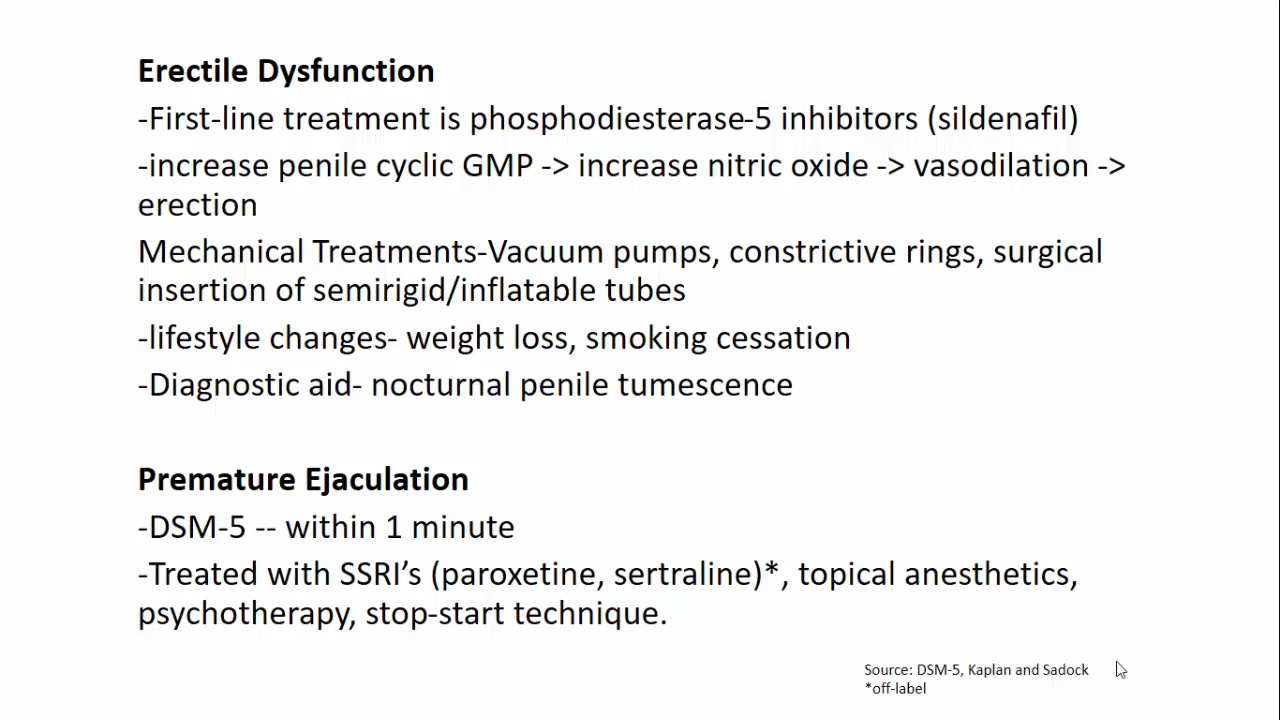 Erectile Dysfunction
-First-line treatment is phosphodiesterase-5 inhibitors (sildenafil)
-increase penile cyclic GMP -> increase nitric oxide -> vasodilation ->
erection
Mechanical Treatments-Vacuum pumps, constrictive rings, surgical
insertion of semirigid/inflatable tubes
-lifestyle changes- weight loss, smoking cessation
-Diagnostic aid- nocturnal penile tumescence
Premature Ejaculation
-DSM-5 -- within 1 minute
-Treated with SSRI’s (paroxetine, sertraline)*, topical anesthetics,
psychotherapy, stop-start technique.
Source: DSM-5, Kaplan and Sadock
*off-label